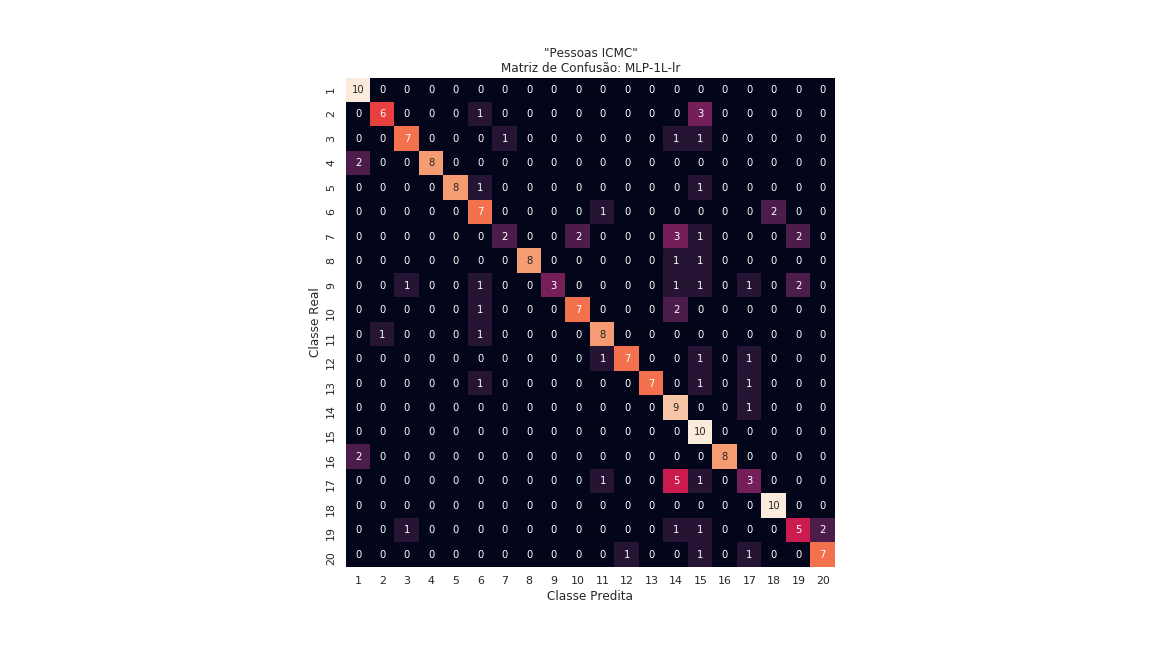 "Pessoas ICMC"
Matriz de Confusão: MLP-1L-lr
1 10 0 0 0 0 0 0 0 0 0 0 0 0 0 0 0 0 0 0 0
2 0 6 0 0 0 1 0 0 0 0 0 0 0 0 3 0 0 0 0 0
3 0 0 7 0 0 0 1 0 0 0 0 0 0 1 1 0 0 0 0 0
4 2 0 0 8 0 0 0 0 0 0 0 0 0 0 0 0 0 0 0 0
5 0 0 0 0 8 1 0 0 0 0 0 0 0 0 1 0 0 0 0 0
6 0 0 0 0 0 7 0 0 0 0 1 0 0 0 0 0 0 2 0 0
7 0 0 0 0 0 0 2 0 0 2 0 0 0 3 1 0 0 0 2 0
8 0 0 0 0 0 0 0 8 0 0 0 0 0 1 1 0 0 0 0 0
9 0 0 1 0 0 1 0 0 3 0 0 0 0 1 1 0 1 0 2 0
10 0 0 0 0 0 1 0 0 0 7 0 0 0 2 0 0 0 0 0 0
11 0 1 0 0 0 1 0 0 0 0 8 0 0 0 0 0 0 0 0 0
12 0 0 0 0 0 0 0 0 0 0 1 7 0 0 1 0 1 0 0 0
13 0 0 0 0 0 1 0 0 0 0 0 0 7 0 1 0 1 0 0 0
14 0 0 0 0 0 0 0 0 0 0 0 0 0 9 0 0 1 0 0 0
15 0 0 0 0 0 0 0 0 0 0 0 0 0 0 10 0 0 0 0 0
16 2 0 0 0 0 0 0 0 0 0 0 0 0 0 0 8 0 0 0 0
17 0 0 0 0 0 0 0 0 0 0 1 0 0 5 1 0 3 0 0 0
18 0 0 0 0 0 0 0 0 0 0 0 0 0 0 0 0 0 10 0 0
19 0 0 1 0 0 0 0 0 0 0 0 0 0 1 1 0 0 0 5 2
20 0 0 0 0 0 0 0 0 0 0 0 1 0 0 1 0 1 0 0 7
Classe Real
1 2 3 4 5 6 7 8 9 10 11 12 13 14 15 16 17 18 19 20
Classe Predita